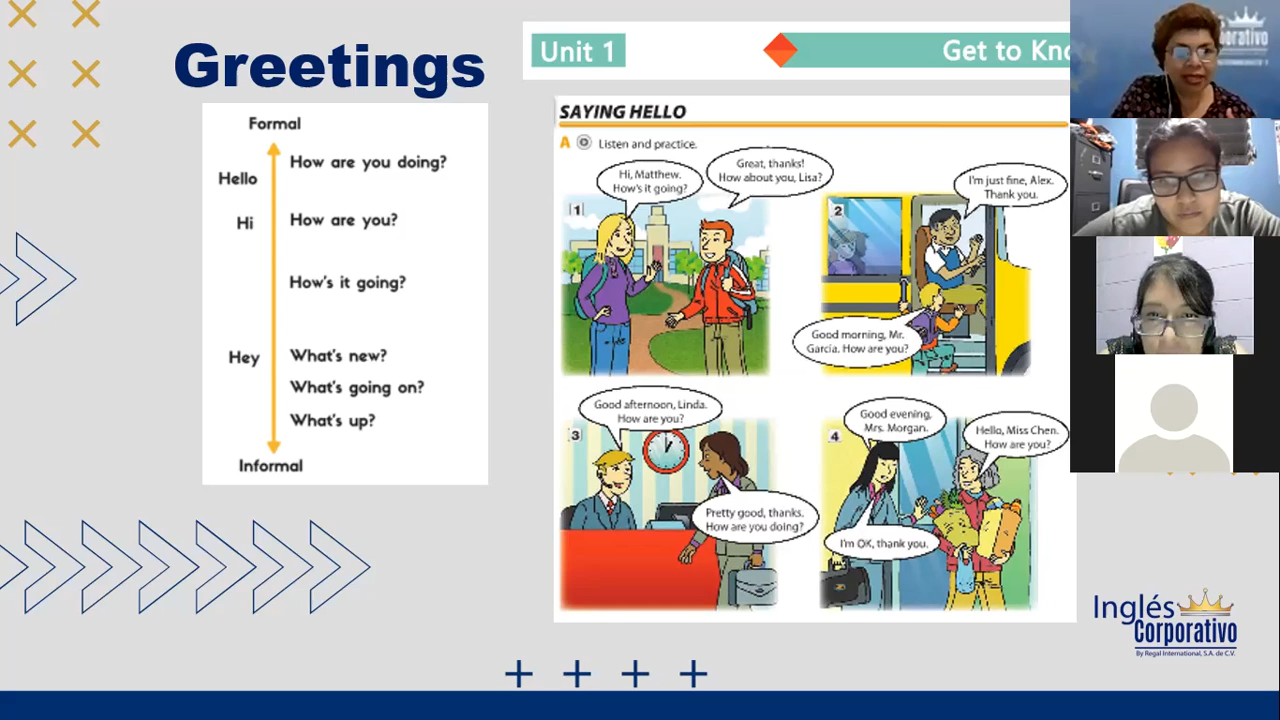 Greetings
Formal
How are you doing?
Hello
Hi
How are you?
How's it going?
Hey
What's new?
What's going on?
What's up?
Informal
Unit 1
Get to Kno
SAYING HELLO
A Listen and practice.
1
Hi, Matthew.
How's it going?
Great, thanks!
How about you, Lisa?
2
I'm just fine, Alex.
Thank you.
Good morning, Mr.
Garcia. How are you?
3
Good afternoon, Linda.
How are you?
Pretty good, thanks.
How are you doing?
4
Good evening,
Mrs. Morgan.
Hello, Miss Chen.
How are you?
I'm OK, thank you.
Inglés
Corporativo
By Regal International, S.A. de C.V.